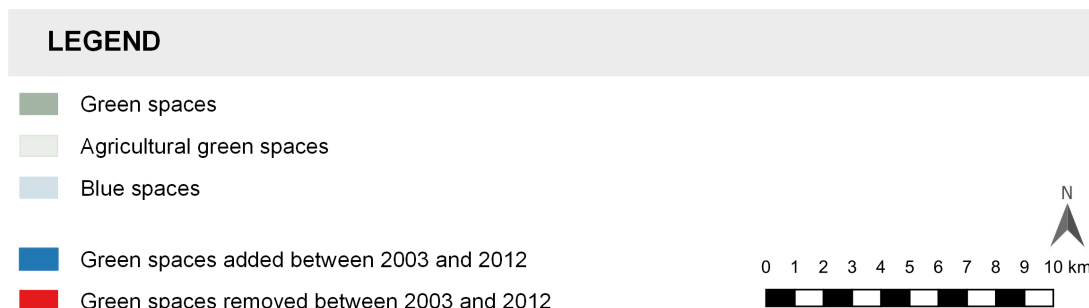 LEGEND
Green spaces
Agricultural green spaces
Blue spaces
N
Green spaces added between 2003 and 2012
0 1 2 3 4 5 6 7 8 9 10 km
Green spaces removed between 2003 and 2012